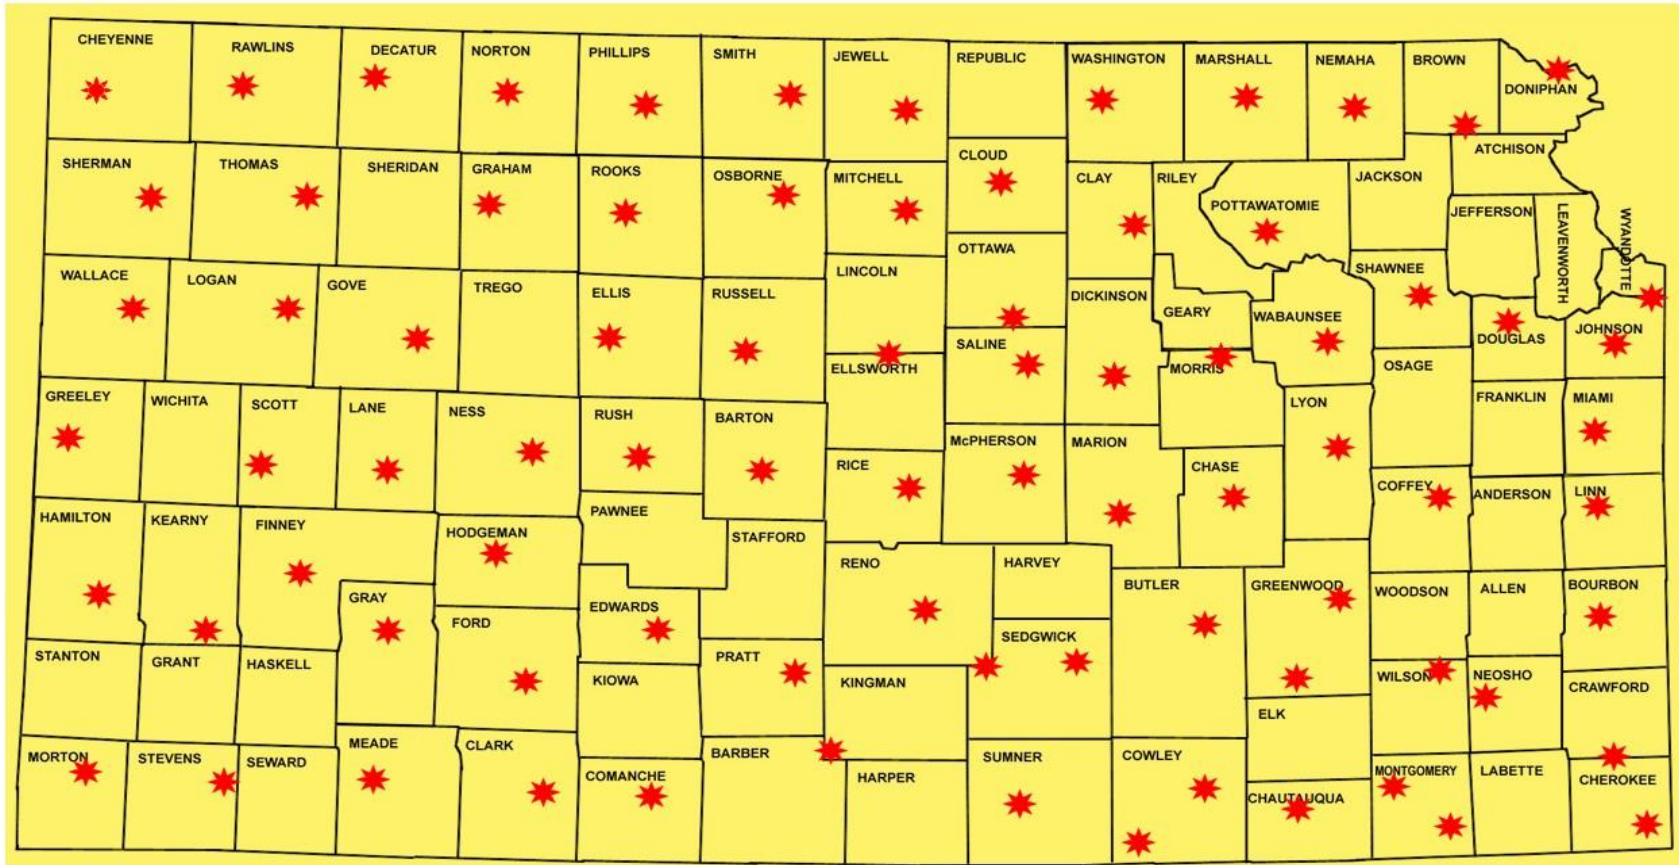 CHEYENNE
RAWLINS
DECATUR
NORTON
PHILLIPS
SMITH
JEWELL
REPUBLIC
WASHINGTON
MARSHALL
NEMAHA
BROWN
DONIPHAN
SHERMAN
THOMAS
SHERIDAN
GRAHAM
ROOKS
OSBORNE
MITCHELL
CLOUD
CLAY
RILEY
POTTAWATOMIE
JACKSON
ATCHISON
JEFFERSON
LEAVENWORTH
WYANDOTTE
WALLACE
LOGAN
GOVE
TREGO
ELLIS
RUSSELL
LINCOLN
OTTAWA
DICKINSON
GEARY
WABAUNSEE
SHAWNEE
DOUGLAS
JOHNSON
ELLSWORTH
SALINE
MORRIS
OSAGE
GREELEY
WICHITA
SCOTT
LANE
NESS
RUSH
BARTON
RICE
McPHERSON
MARION
CHASE
LYON
FRANKLIN
MIAMI
COFFEY
ANDERSON
LINN
HAMILTON
KEARNY
FINNEY
HODGEMAN
PAWNEE
STAFFORD
RENO
HARVEY
BUTLER
GREENWOOD
WOODSON
ALLEN
BOURBON
GRAY
FORD
EDWARDS
PRATT
SEDGWICK
STANTON
GRANT
HASKELL
KIOWA
KINGMAN
ELK
WILSON
NEOSHO
CRAWFORD
MORTON
STEVENS
SEWARD
MEADE
CLARK
COMANCHE
BARBER
HARPER
SUMNER
COWLEY
CHAUTAUQUA
MONTGOMERY
LABETTE
CHEROKEE